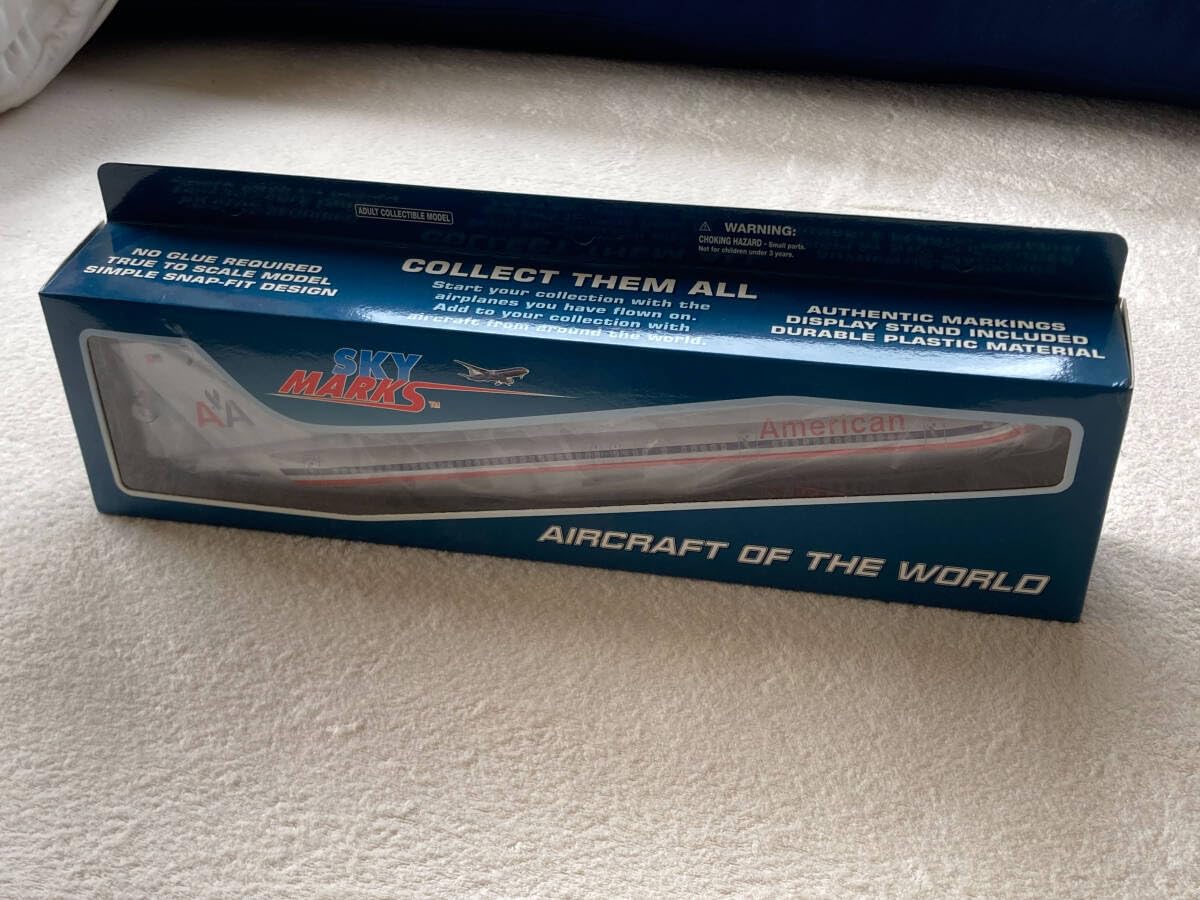 ADULT COLLECTIBLE MODEL
⚠ WARNING:
CHOKING HAZARD - Small parts.
Not for children under 3 years.
NO GLUE REQUIRED
TRUE TO SCALE MODEL
SIMPLE SNAP-FIT DESIGN
COLLECT THEM ALL
Start your collection with the
airplanes you have flown on.
Add to your collection with
aircraft from around the world.
AUTHENTIC MARKINGS
DISPLAY STAND INCLUDED
DURABLE PLASTIC MATERIAL
SKY
MARKS™
AA
American
AIRCRAFT OF THE WORLD